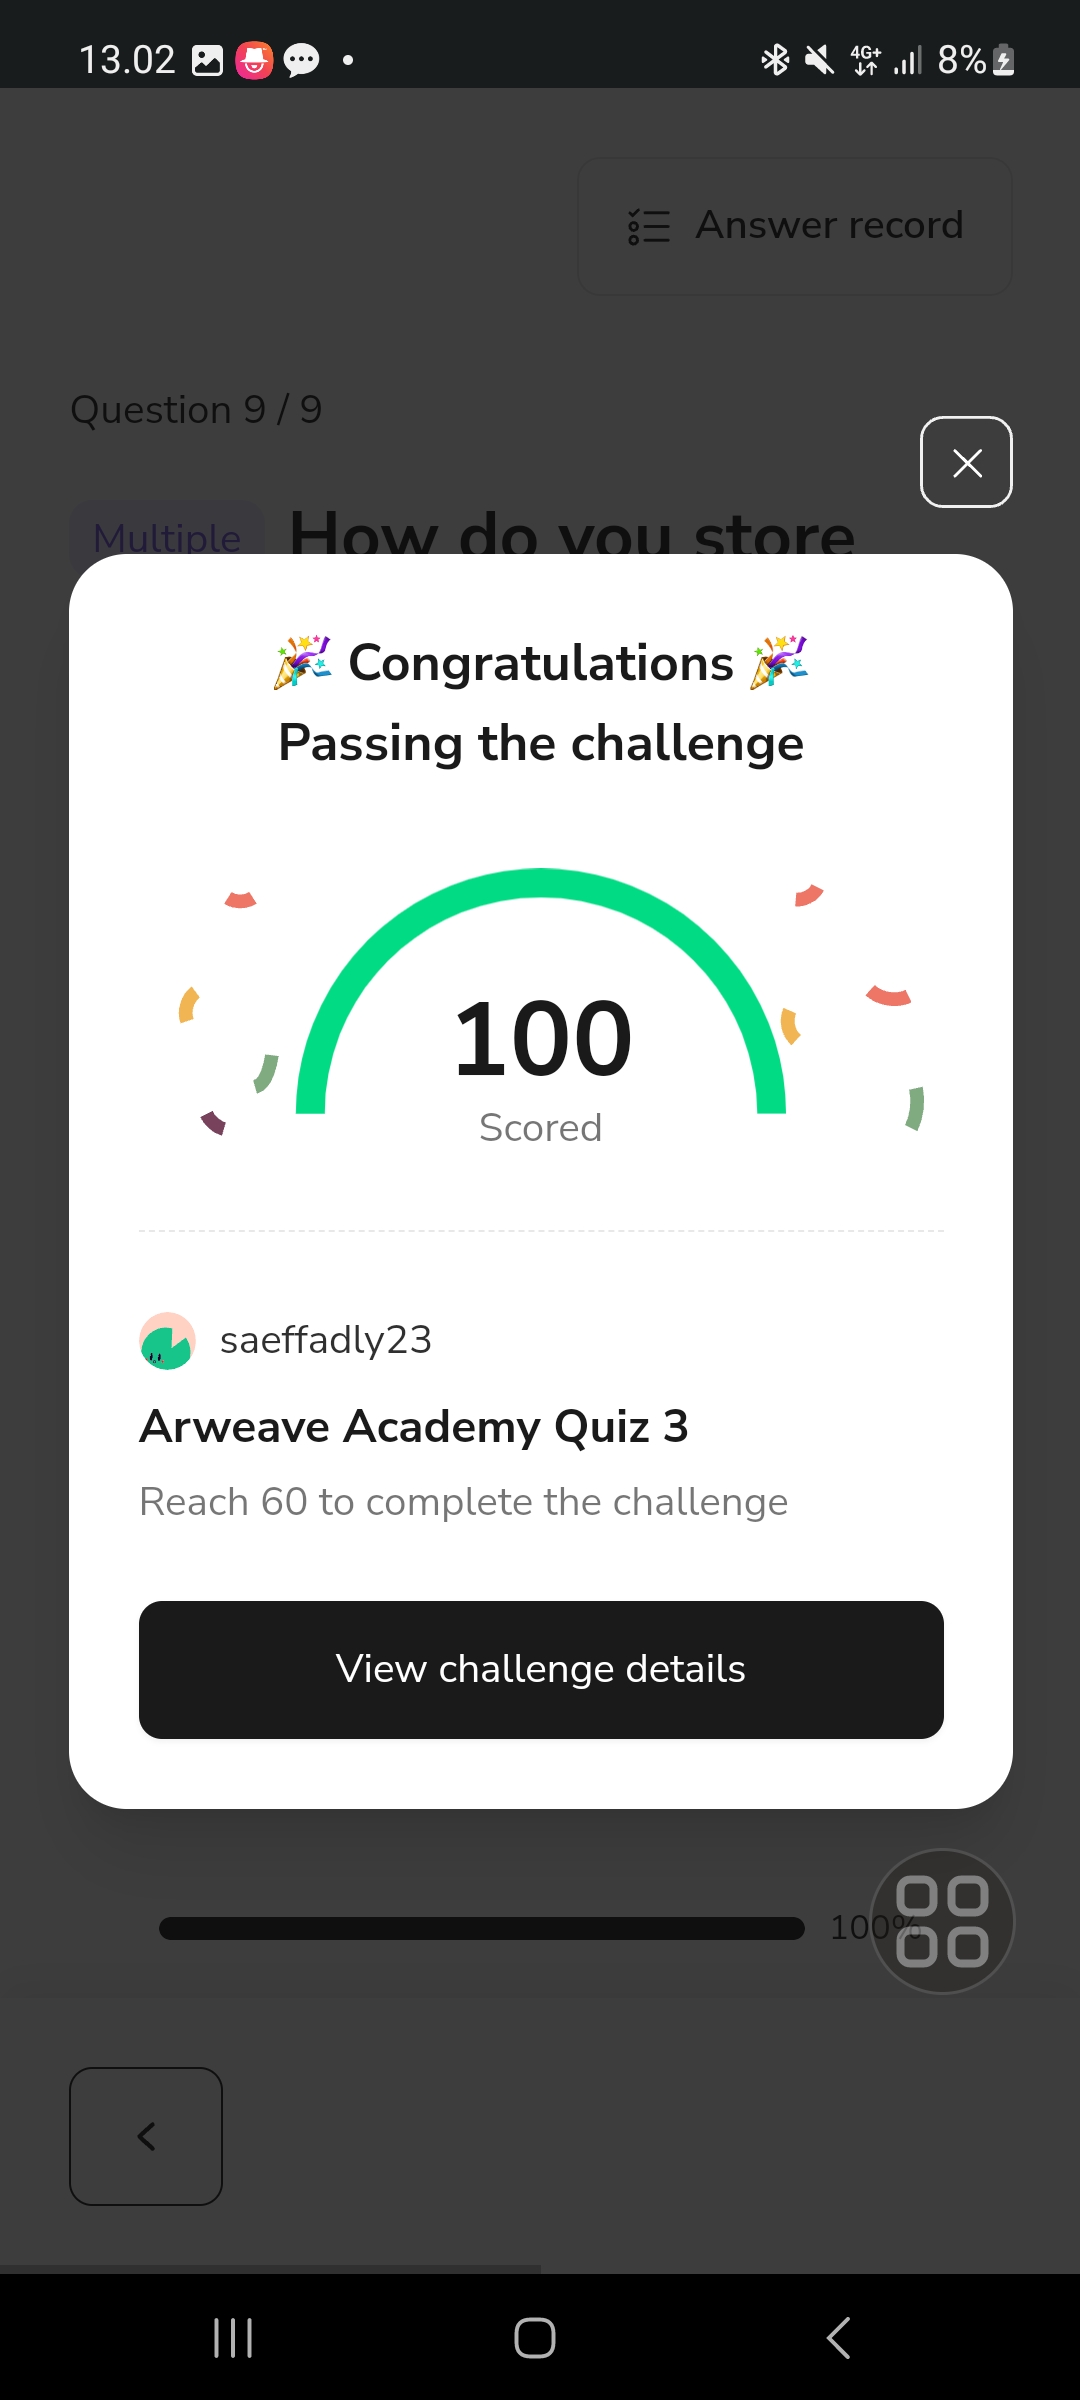 13.02
4G+
8%
Answer record
Question 9 / 9
Multiple
How do you store
🎉 Congratulations 🎉
Passing the challenge
100
Scored
saeffadly23
Arweave Academy Quiz 3
Reach 60 to complete the challenge
View challenge details
100%